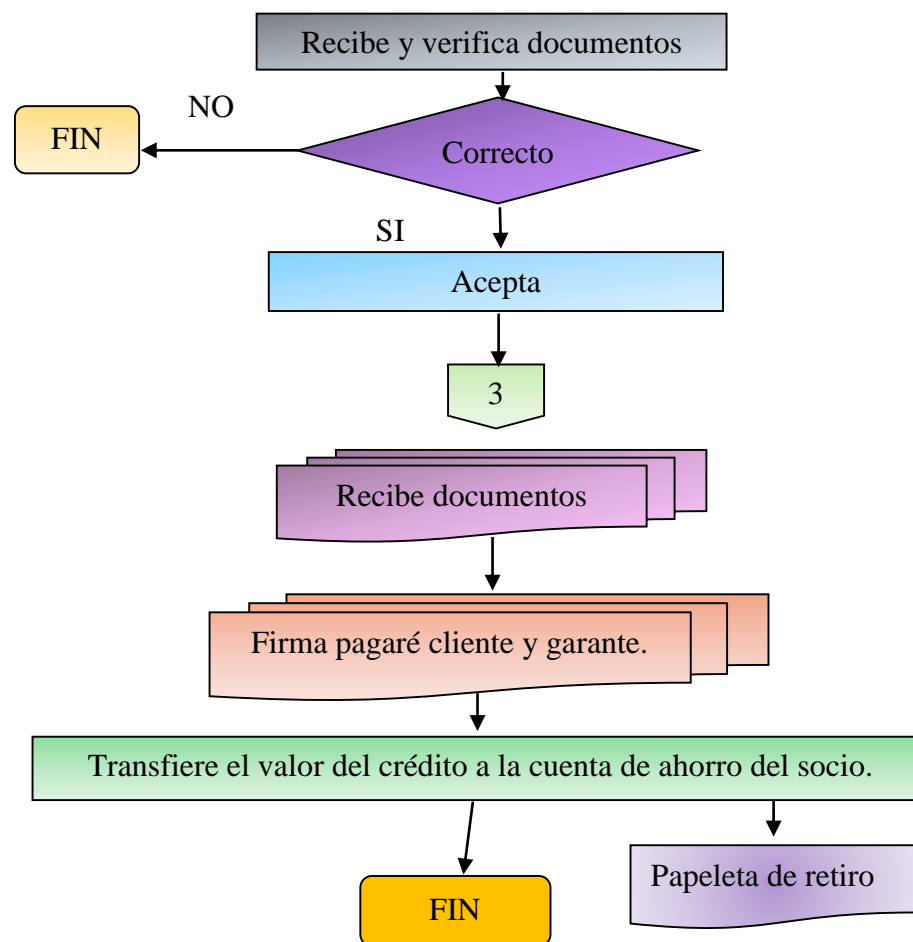 Recibe y verifica documentos
NO
FIN
Correcto
SI
Acepta
3
Recibe documentos
Firma pagaré cliente y garante.
Transfiere el valor del crédito a la cuenta de ahorro del socio.
Papeleta de retiro
FIN